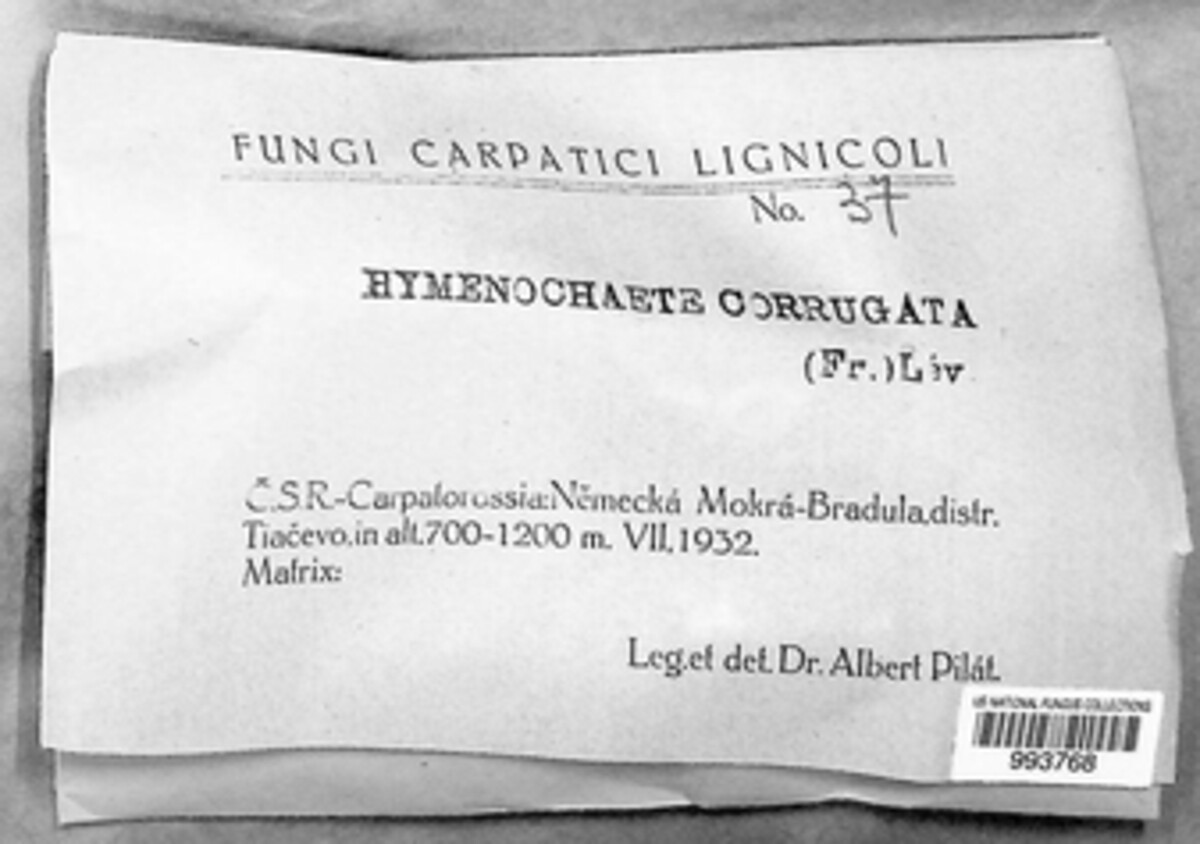 FUNGI CARPATICI LIGNICOLI
No. 37
HYMENOCHAETE CORRUGATA
(Fr.)Lív
Č.S.R.-Carpatorossia:Německá Mokrá-Bradula,distr.
Tiačevo,in alt.700-1200 m. VII.1932.
Matrix:
Leg.et det.Dr.Albert Pilát.
US NATIONAL FUNGUS COLLECTIONS
993768